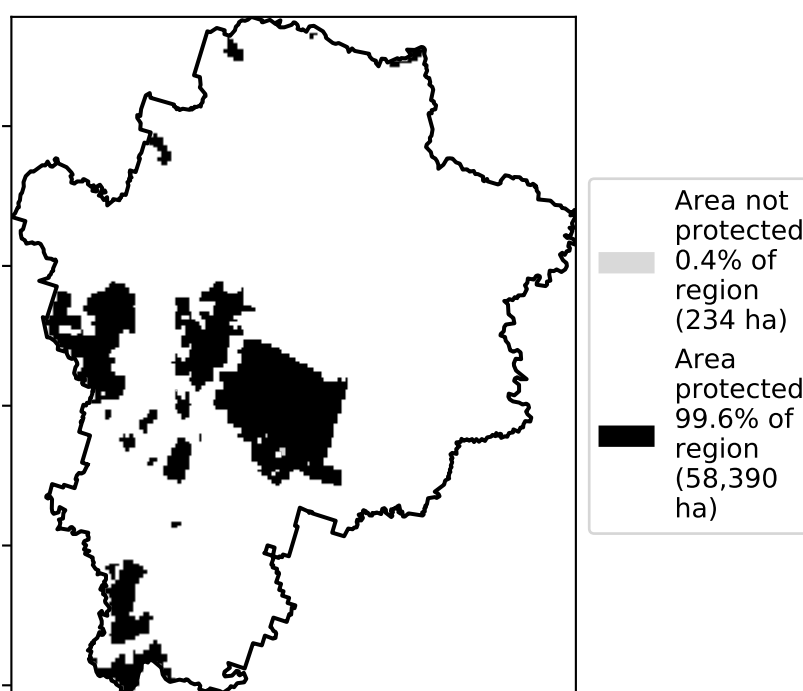 Area not
protected
0.4% of
region
(234 ha)
Area
protected
99.6% of
region
(58,390
ha)